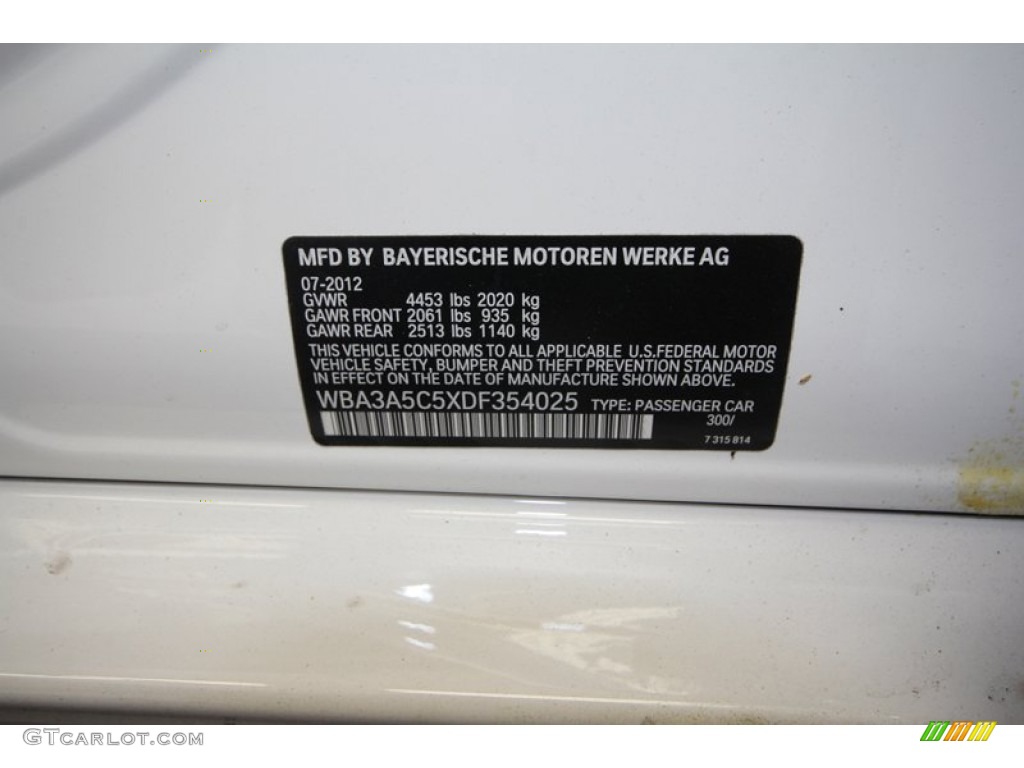 MFD BY BAYERISCHE MOTOREN WERKE AG
07-2012
GVWR 4453 lbs 2020 kg
GAWR FRONT 2061 lbs 935 kg
GAWR REAR 2513 lbs 1140 kg
THIS VEHICLE CONFORMS TO ALL APPLICABLE U.S.FEDERAL MOTOR
VEHICLE SAFETY, BUMPER AND THEFT PREVENTION STANDARDS
IN EFFECT ON THE DATE OF MANUFACTURE SHOWN ABOVE.
WBA3A5C5XDF354025 TYPE: PASSENGER CAR
300/
7 315 814
GTCarLot.com